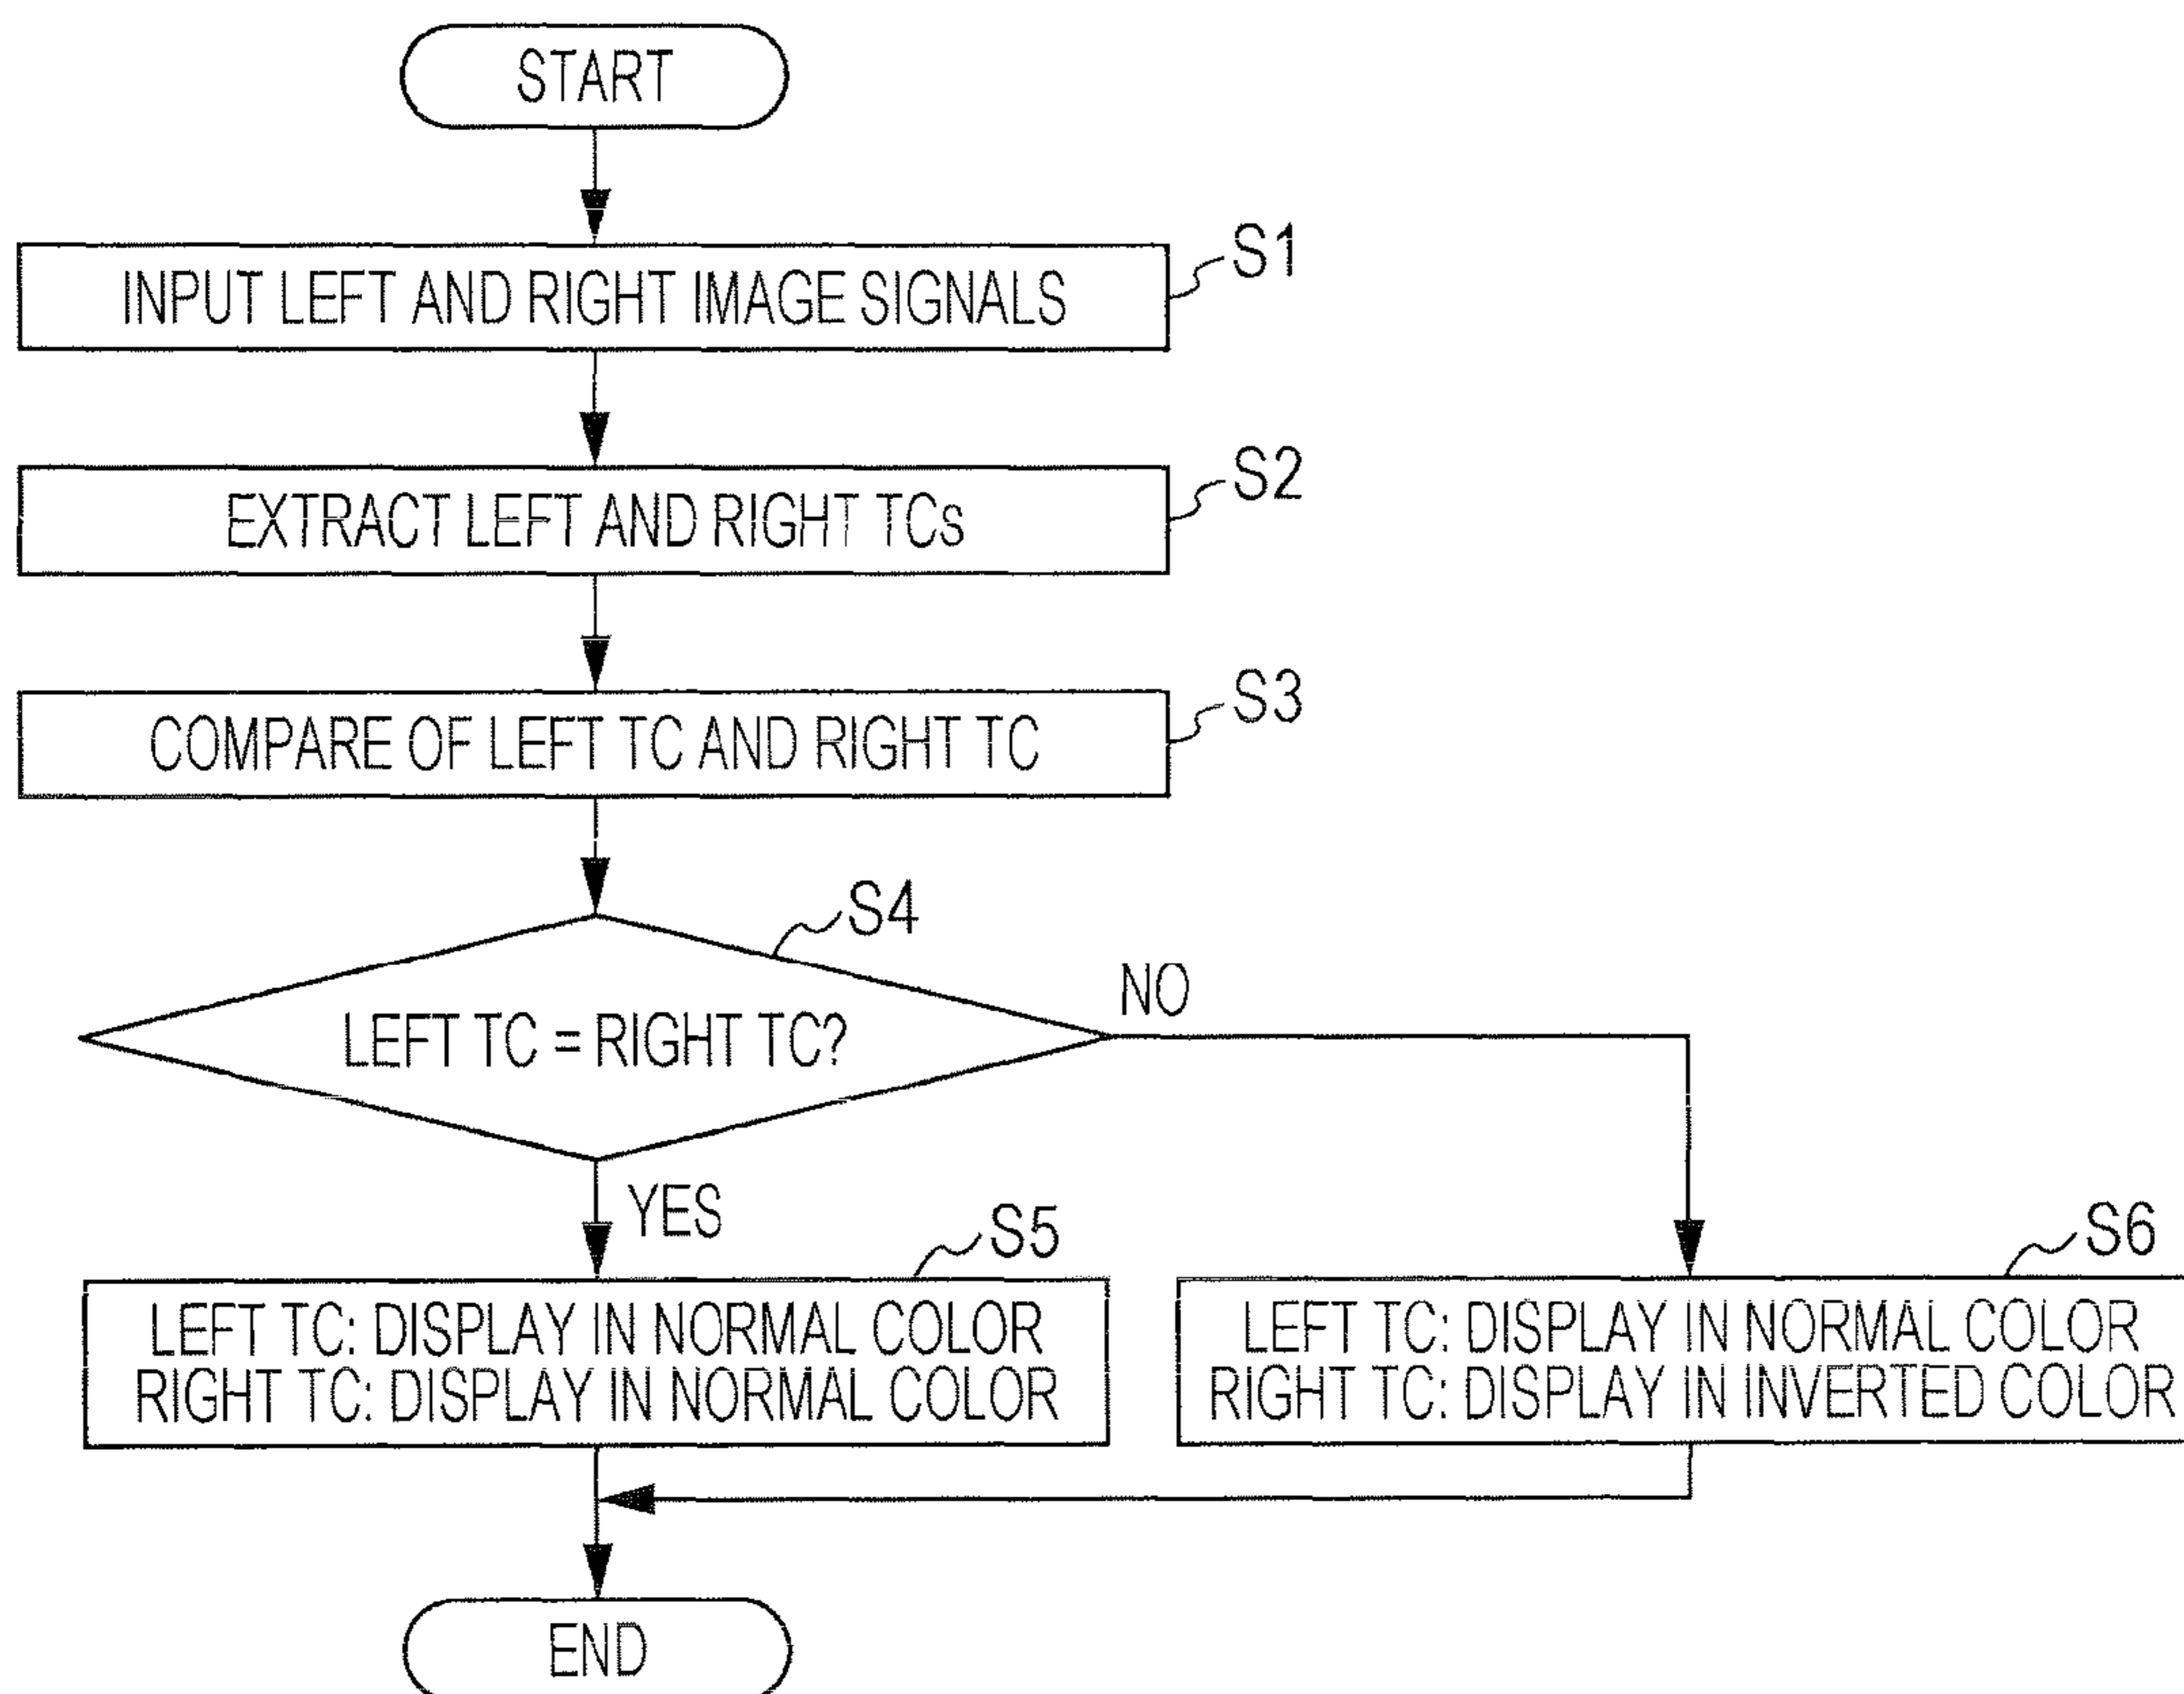 START
INPUT LEFT AND RIGHT IMAGE SIGNALS
S1
EXTRACT LEFT AND RIGHT TCs
S2
COMPARE OF LEFT TC AND RIGHT TC
S3
S4
LEFT TC = RIGHT TC?
NO
YES
S5
LEFT TC: DISPLAY IN NORMAL COLOR
RIGHT TC: DISPLAY IN NORMAL COLOR
S6
LEFT TC: DISPLAY IN NORMAL COLOR
RIGHT TC: DISPLAY IN INVERTED COLOR
END